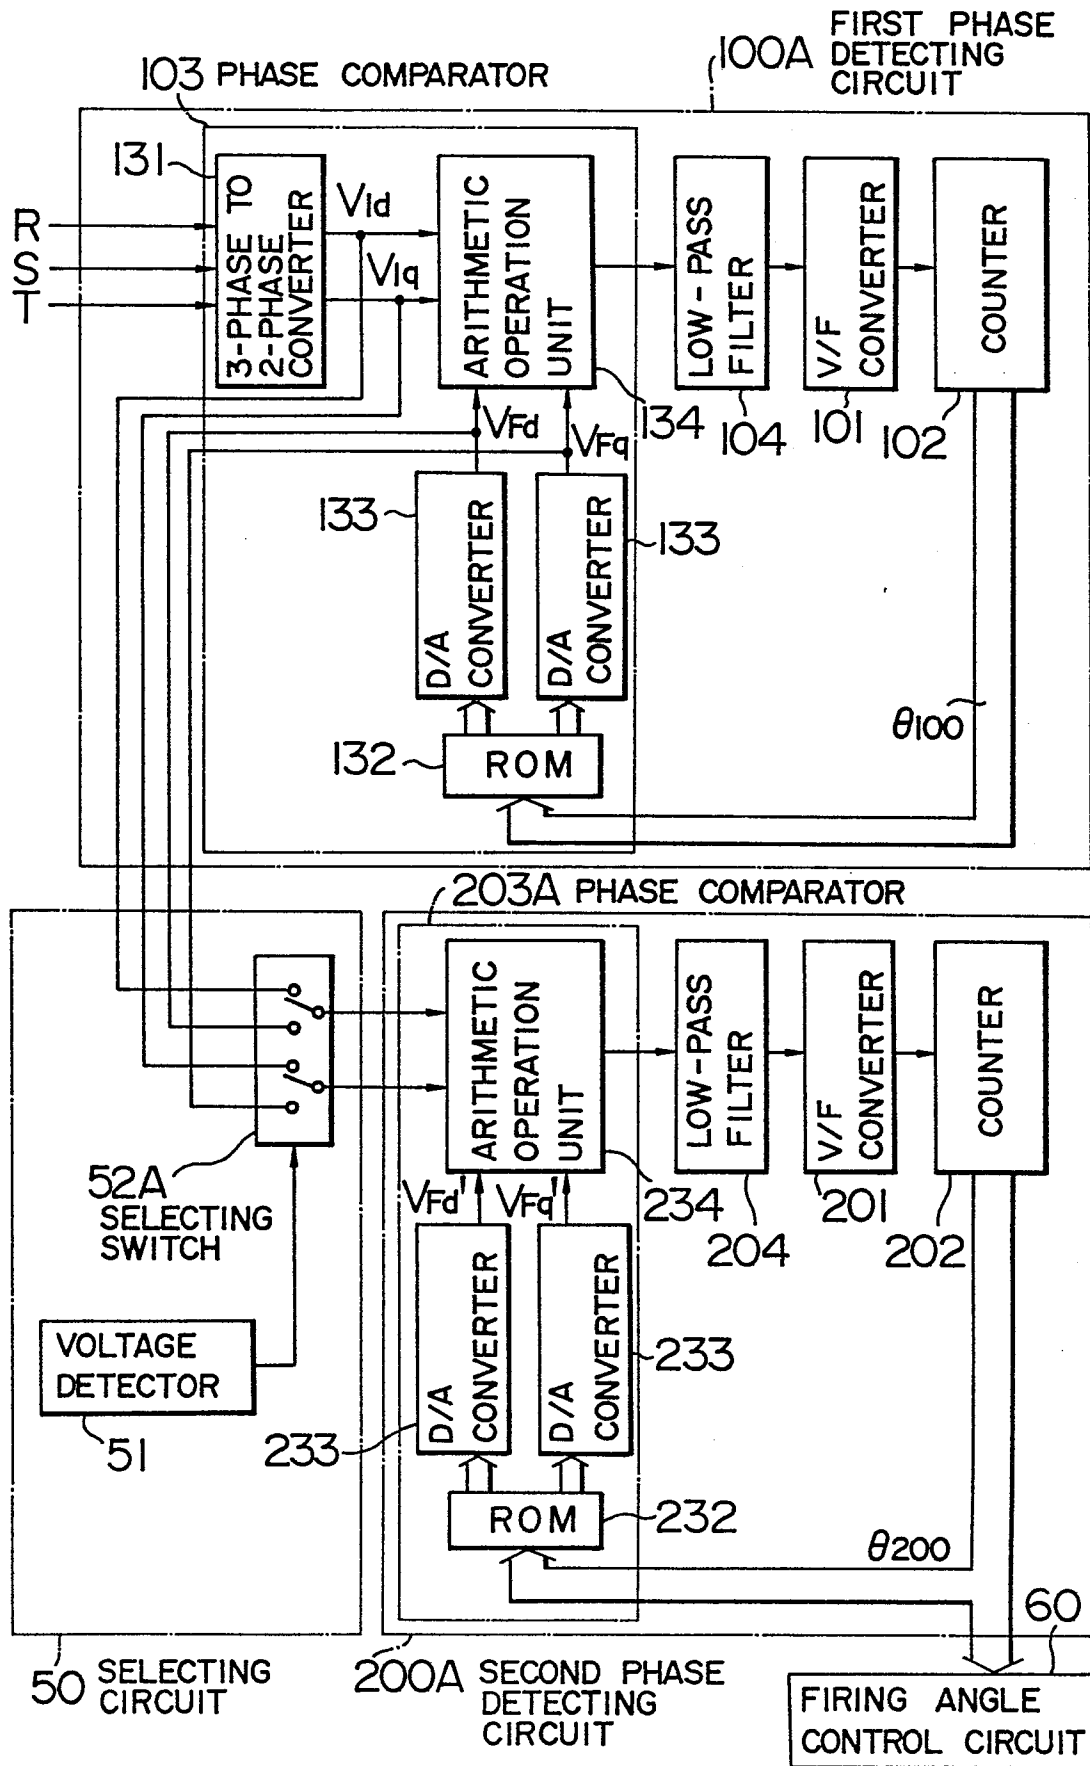 100A FIRST PHASE
DETECTING
CIRCUIT
103 PHASE COMPARATOR
131
R
S
T
3-PHASE TO
2-PHASE
CONVERTER
V1d
V1q
ARITHMETIC
OPERATION
UNIT
134
LOW-PASS
FILTER
104
V/F
CONVERTER
101
COUNTER
102
VFd
VFq
133
D/A
CONVERTER
D/A
CONVERTER
133
132
ROM
θ100
203A PHASE COMPARATOR
52A
SELECTING
SWITCH
ARITHMETIC
OPERATION
UNIT
234
LOW-PASS
FILTER
204
V/F
CONVERTER
201
COUNTER
202
VFd'
VFq'
VOLTAGE
DETECTOR
51
D/A
CONVERTER
233
D/A
CONVERTER
233
ROM
232
θ200
50 SELECTING
CIRCUIT
200A SECOND PHASE
DETECTING
CIRCUIT
60
FIRING ANGLE
CONTROL CIRCUIT